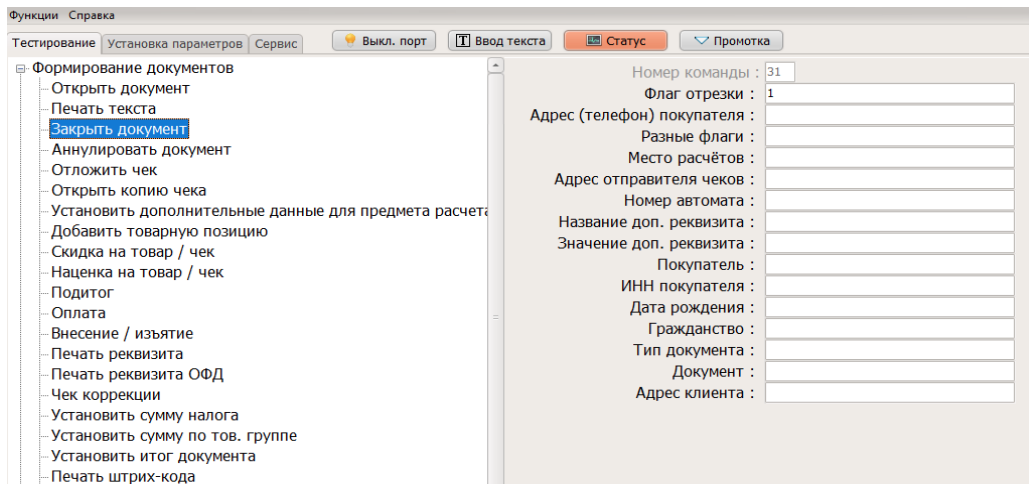 Функции Справка
Тестирование Установка параметров Сервис Выкл. порт T Ввод текста Статус Промотка
Формирование документов
Открыть документ
Печать текста
Закрыть документ
Аннулировать документ
Отложить чек
Открыть копию чека
Установить дополнительные данные для предмета расчета
Добавить товарную позицию
Скидка на товар / чек
Наценка на товар / чек
Подитог
Оплата
Внесение / изъятие
Печать реквизита
Печать реквизита ОФД
Чек коррекции
Установить сумму налога
Установить сумму по тов. группе
Установить итог документа
Печать штрих-кода
Номер команды : 31
Флаг отрезки : 1
Адрес (телефон) покупателя :
Разные флаги :
Место расчётов :
Адрес отправителя чеков :
Номер автомата :
Название доп. реквизита :
Значение доп. реквизита :
Покупатель :
ИНН покупателя :
Дата рождения :
Гражданство :
Тип документа :
Документ :
Адрес клиента :